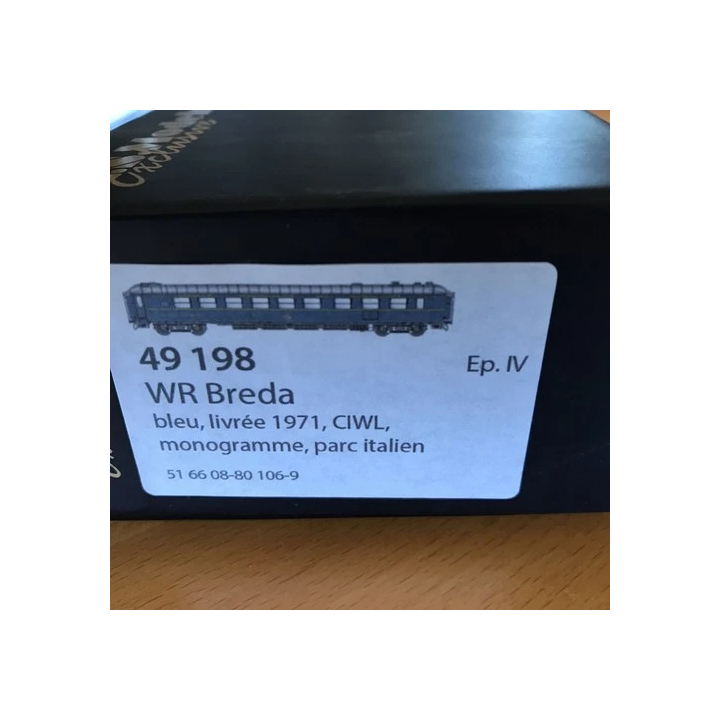 Exclusive
49 198
Ep. IV
WR Breda
bleu, livrée 1971, CIWL,
monogramme, parc italien
51 66 08-80 106-9